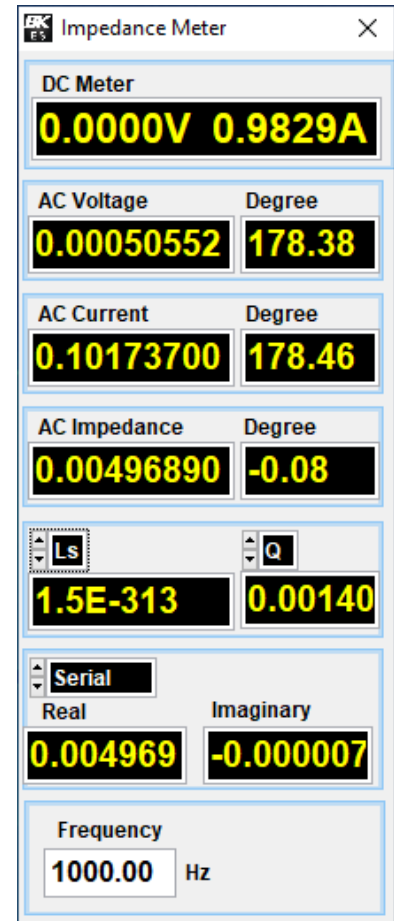 BK
ES
Impedance Meter
DC Meter
0.0000V 0.9829A
AC Voltage Degree
0.00050552 178.38
AC Current Degree
0.10173700 178.46
AC Impedance Degree
0.00496890 -0.08
Ls Q
1.5E-313 0.00140
Serial
Real Imaginary
0.004969 -0.000007
Frequency
1000.00 Hz